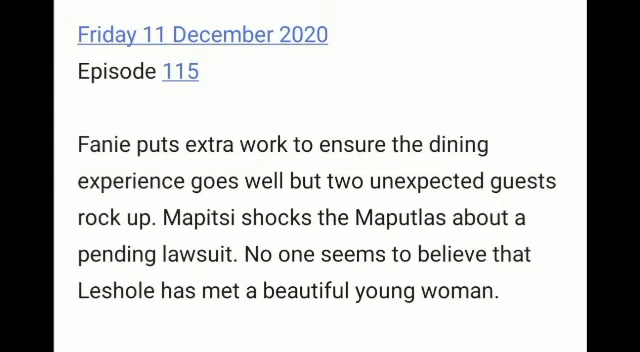 Friday 11 December 2020
Episode 115
Fanie puts extra work to ensure the dining
experience goes well but two unexpected guests
rock up. Mapitsi shocks the Maputlas about a
pending lawsuit. No one seems to believe that
Leshole has met a beautiful young woman.